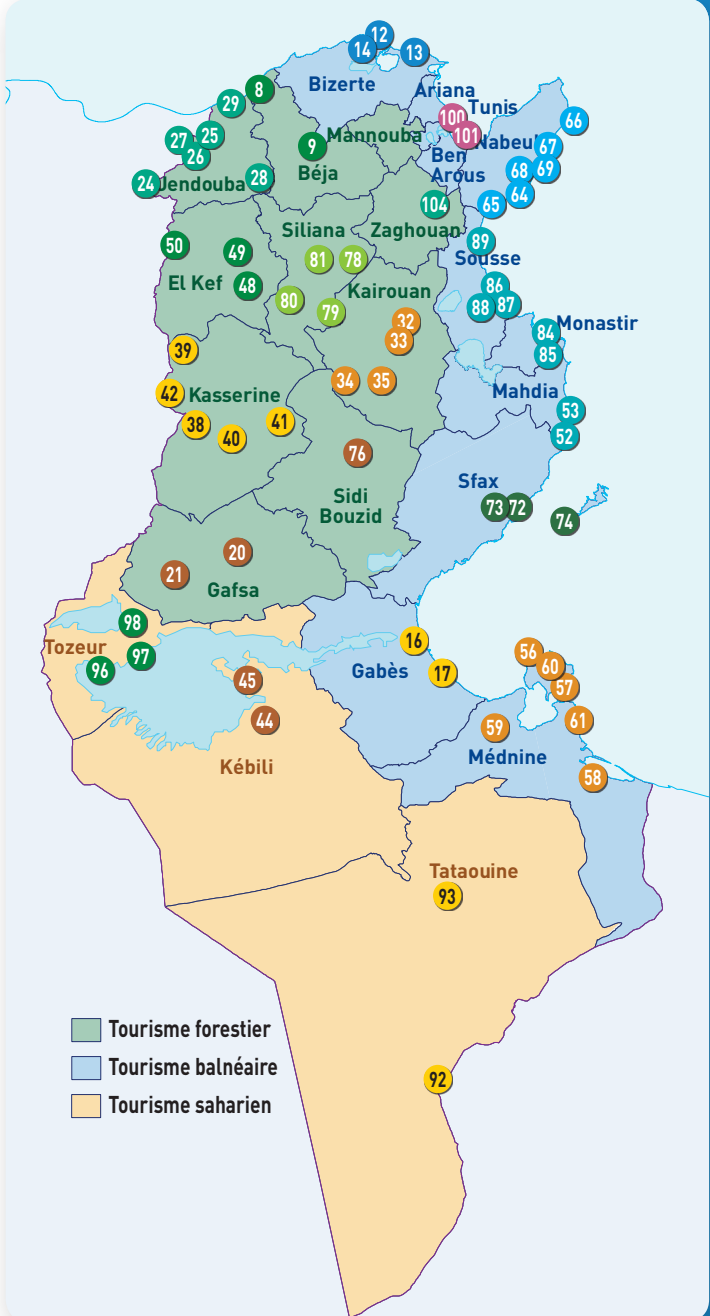 12
14
13
Bizerte
Ariana
8
29
Tunis
100
66
27
25
Mannouba
101
Nabeul
67
26
9
Ben
Arous
68
69
24
Jendouba
28
Béja
64
104
65
50
49
Siliana
Zaghouan
89
81
78
Sousse
El Kef
48
Kairouan
86
80
79
88
87
32
84
Monastir
39
33
85
42
Kasserine
34
35
Mahdia
38
40
41
53
52
76
Sfax
Sidi
Bouzid
73
72
74
20
21
Gafsa
98
Tozeur
97
96
16
56
60
45
Gabès
17
57
44
59
61
Kébili
Médnine
58
Tataouine
93
Tourisme forestier
Tourisme balnéaire
Tourisme saharien
92